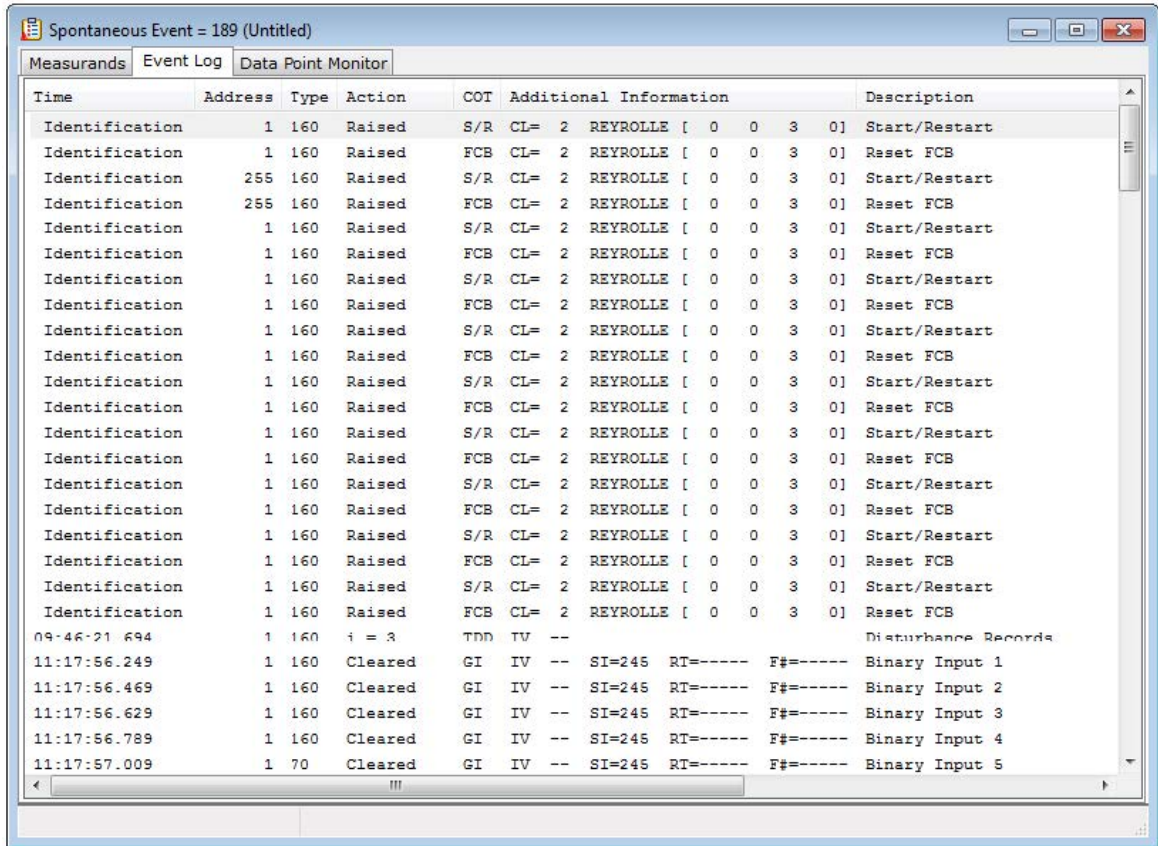 Spontaneous Event = 189 (Untitled)
Measurands Event Log Data Point Monitor
Time Address Type Action COT Additional Information Description
Identification 1 160 Raised S/R CL= 2 REYROLLE [ 0 0 3 0] Start/Restart
Identification 1 160 Raised FCB CL= 2 REYROLLE [ 0 0 3 0] Reset FCB
Identification 255 160 Raised S/R CL= 2 REYROLLE [ 0 0 3 0] Start/Restart
Identification 255 160 Raised FCB CL= 2 REYROLLE [ 0 0 3 0] Reset FCB
Identification 1 160 Raised S/R CL= 2 REYROLLE [ 0 0 3 0] Start/Restart
Identification 1 160 Raised FCB CL= 2 REYROLLE [ 0 0 3 0] Reset FCB
Identification 1 160 Raised S/R CL= 2 REYROLLE [ 0 0 3 0] Start/Restart
Identification 1 160 Raised FCB CL= 2 REYROLLE [ 0 0 3 0] Reset FCB
Identification 1 160 Raised S/R CL= 2 REYROLLE [ 0 0 3 0] Start/Restart
Identification 1 160 Raised FCB CL= 2 REYROLLE [ 0 0 3 0] Reset FCB
Identification 1 160 Raised S/R CL= 2 REYROLLE [ 0 0 3 0] Start/Restart
Identification 1 160 Raised FCB CL= 2 REYROLLE [ 0 0 3 0] Reset FCB
Identification 1 160 Raised S/R CL= 2 REYROLLE [ 0 0 3 0] Start/Restart
Identification 1 160 Raised FCB CL= 2 REYROLLE [ 0 0 3 0] Reset FCB
Identification 1 160 Raised S/R CL= 2 REYROLLE [ 0 0 3 0] Start/Restart
Identification 1 160 Raised FCB CL= 2 REYROLLE [ 0 0 3 0] Reset FCB
Identification 1 160 Raised S/R CL= 2 REYROLLE [ 0 0 3 0] Start/Restart
Identification 1 160 Raised FCB CL= 2 REYROLLE [ 0 0 3 0] Reset FCB
Identification 1 160 Raised S/R CL= 2 REYROLLE [ 0 0 3 0] Start/Restart
Identification 1 160 Raised FCB CL= 2 REYROLLE [ 0 0 3 0] Reset FCB
09:46:21.694 1 160 i = 3 TDD IV -- Disturbance Records
11:17:56.249 1 160 Cleared GI IV -- SI=245 RT=----- F#=----- Binary Input 1
11:17:56.469 1 160 Cleared GI IV -- SI=245 RT=----- F#=----- Binary Input 2
11:17:56.629 1 160 Cleared GI IV -- SI=245 RT=----- F#=----- Binary Input 3
11:17:56.789 1 160 Cleared GI IV -- SI=245 RT=----- F#=----- Binary Input 4
11:17:57.009 1 70 Cleared GI IV -- SI=245 RT=----- F#=----- Binary Input 5